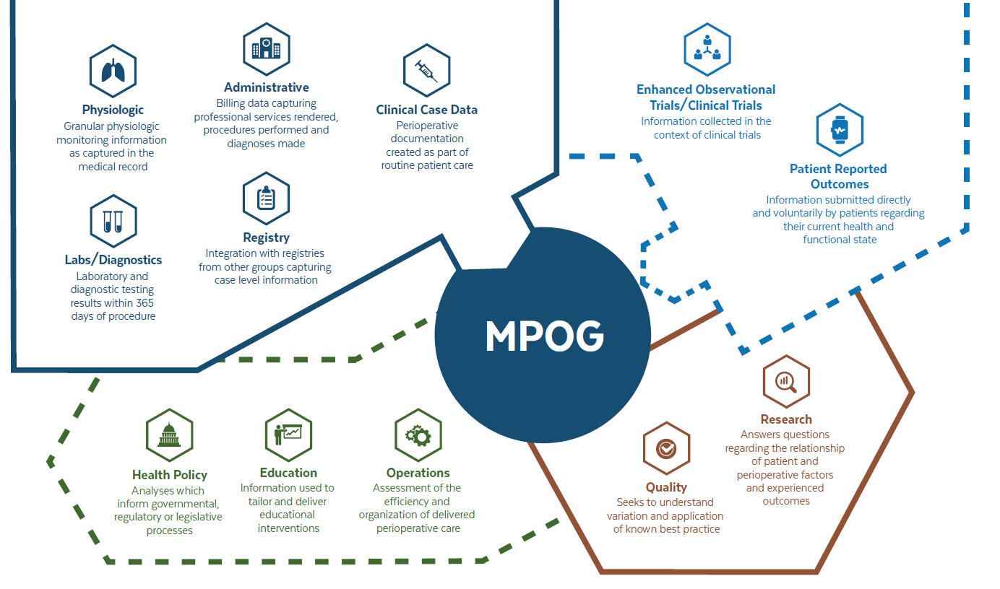 Physiologic
Granular physiologic
monitoring information
as captured in the
medical record
Administrative
Billing data capturing
professional services rendered,
procedures performed and
diagnoses made
Clinical Case Data
Perioperative
documentation
created as part of
routine patient care
Labs/Diagnostics
Laboratory and
diagnostic testing
results within 365
days of procedure
Registry
Integration with registries
from other groups capturing
case level information
Enhanced Observational
Trials/Clinical Trials
Information collected in the
context of clinical trials
Patient Reported
Outcomes
Information submitted directly
and voluntarily by patients regarding
their current health and
functional state
MPOG
Health Policy
Analyses which
inform governmental,
regulatory or legislative
processes
Education
Information used to
tailor and deliver
educational
interventions
Operations
Assessment of the
efficiency and
organization of delivered
perioperative care
Quality
Seeks to understand
variation and application
of known best practice
Research
Answers questions
regarding the relationship
of patient and
perioperative factors
and experienced
outcomes